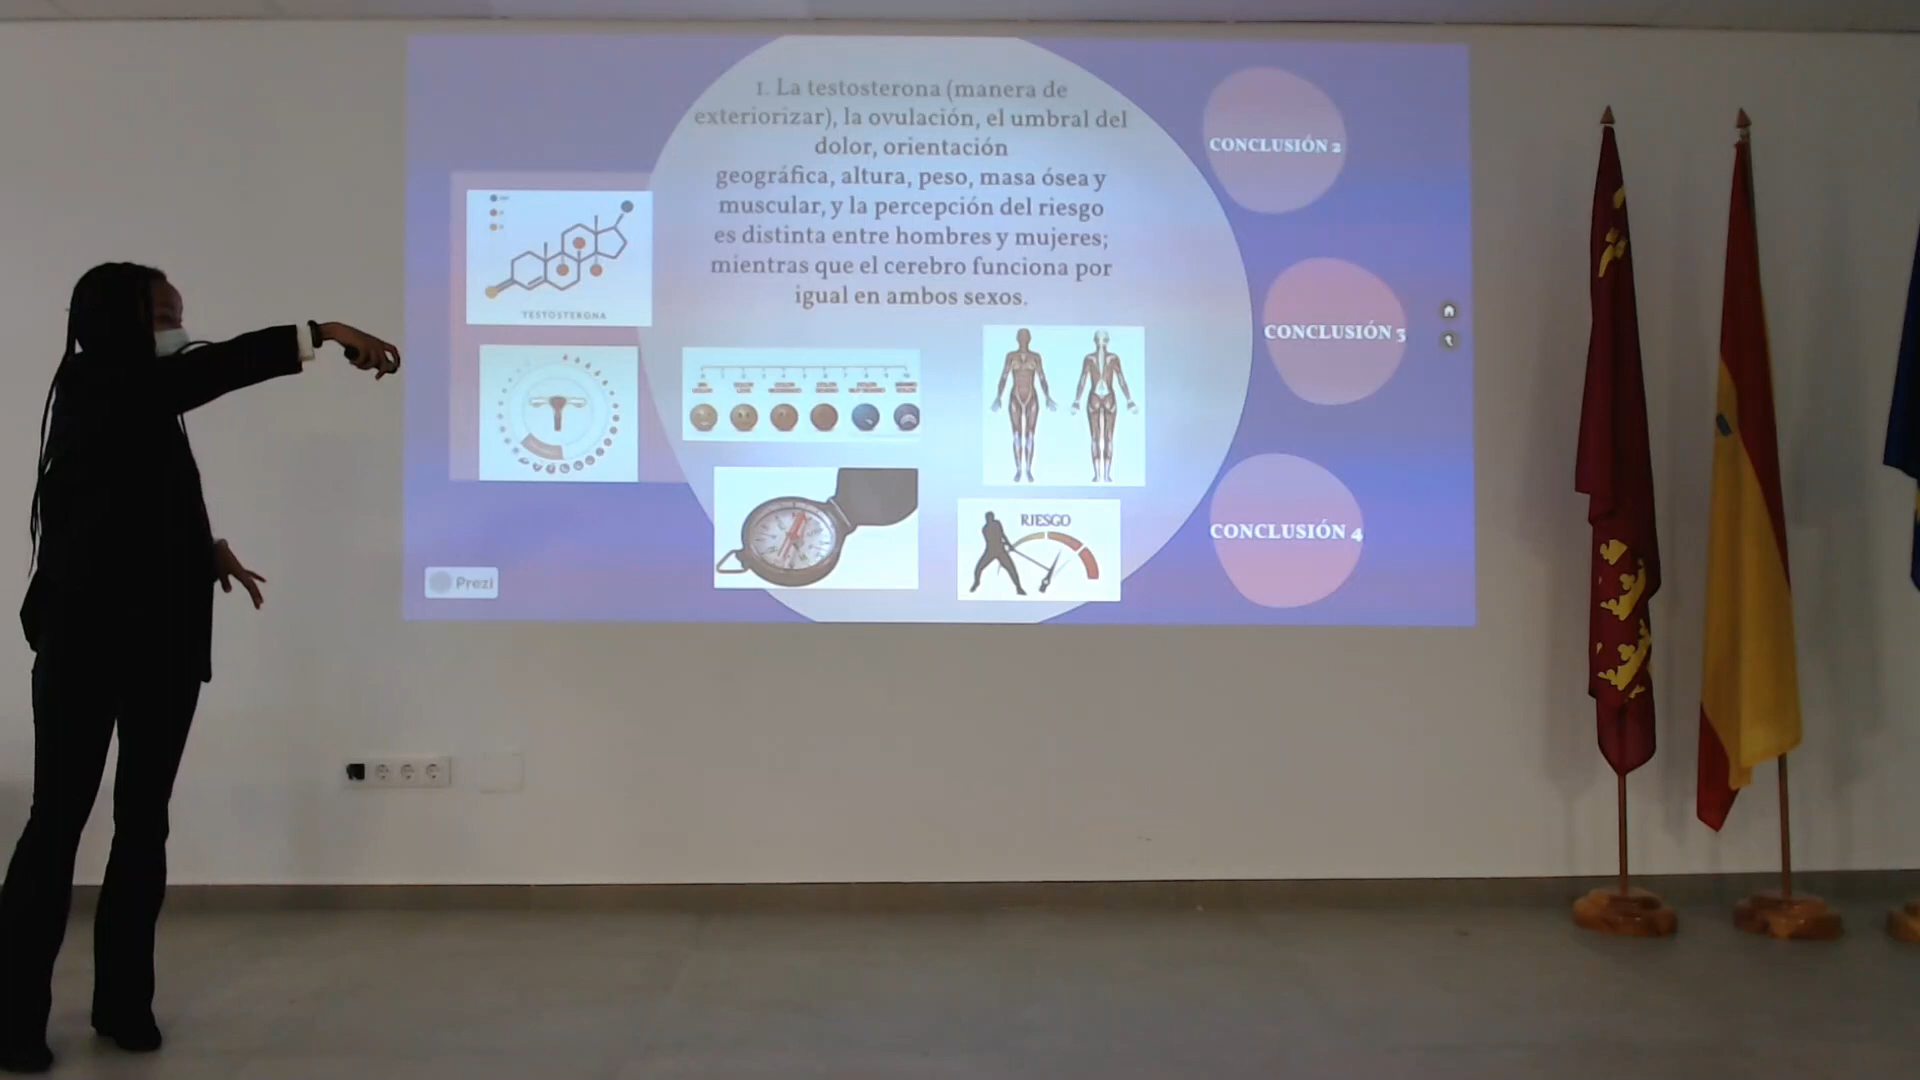 1. La testosterona (manera de
exteriorizar), la ovulación, el umbral del
dolor, orientación
geográfica, altura, peso, masa ósea y
muscular, y la percepción del riesgo
es distinta entre hombres y mujeres;
mientras que el cerebro funciona por
igual en ambos sexos.
TESTOSTERONA
RIESGO
CONCLUSIÓN 2
CONCLUSIÓN 3
CONCLUSIÓN 4
Prezi